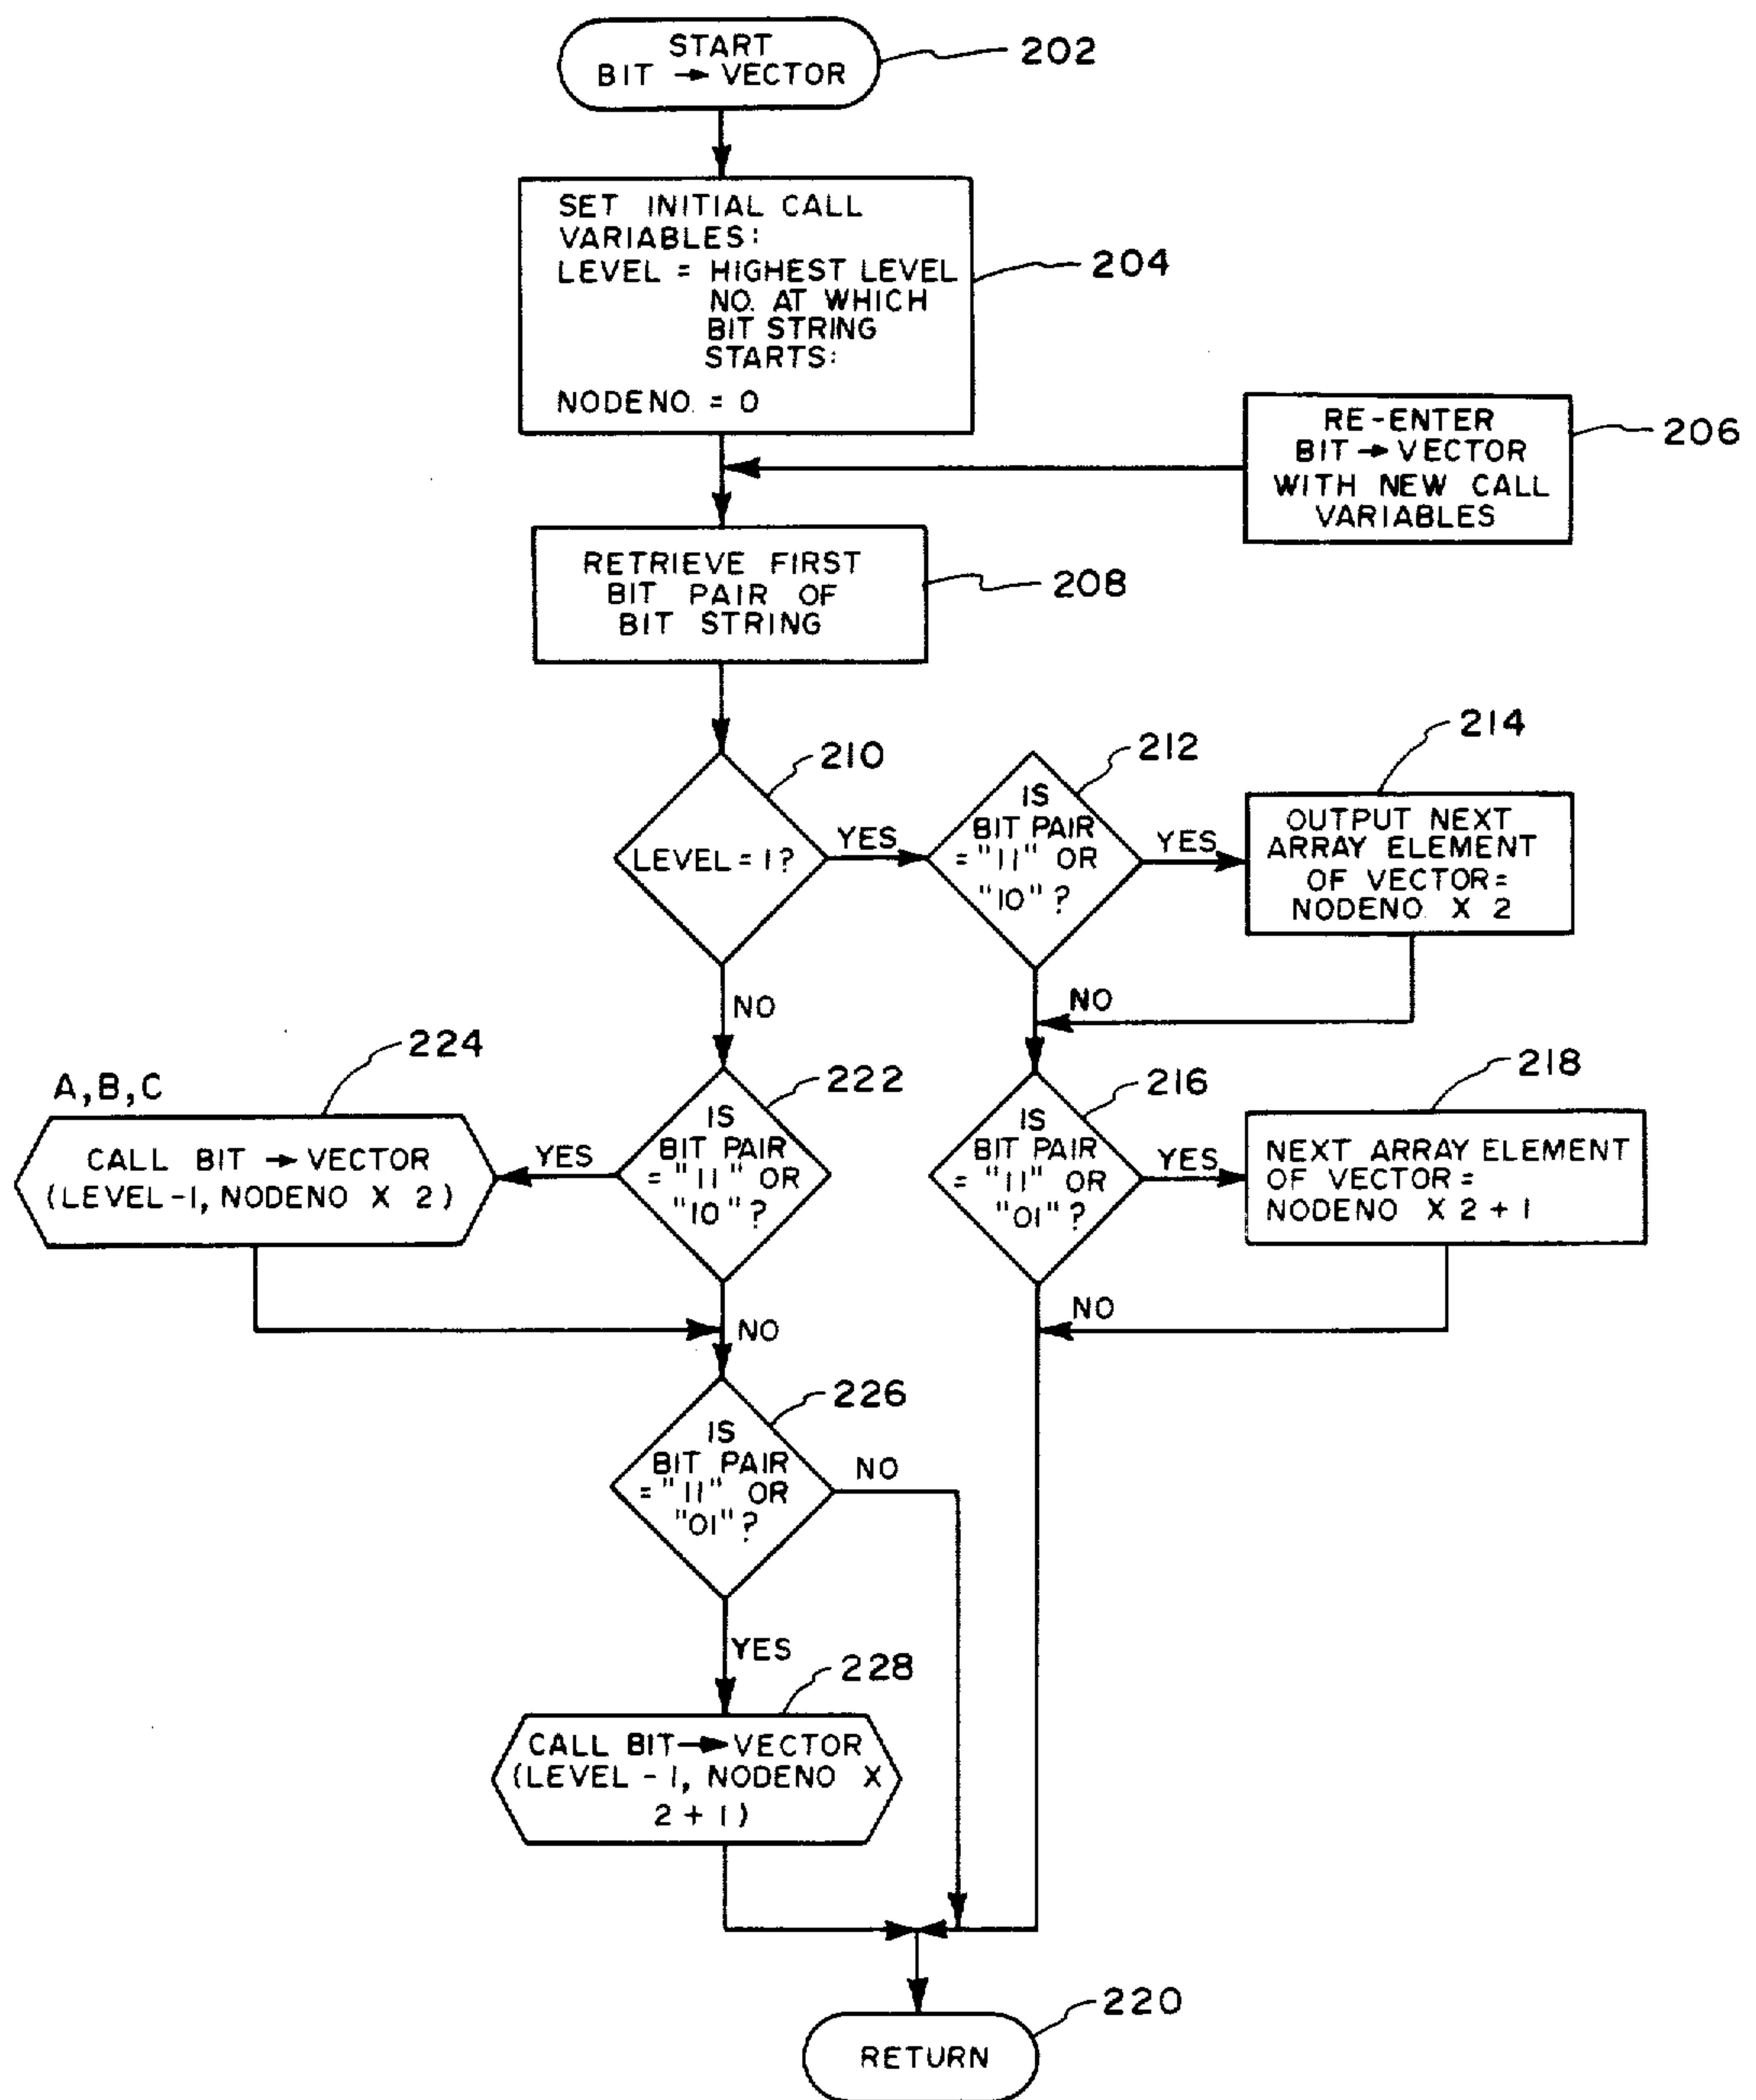 START
BIT → VECTOR
202
SET INITIAL CALL
VARIABLES:
LEVEL = HIGHEST LEVEL
NO. AT WHICH
BIT STRING
STARTS:
NODENO. = 0
204
RE-ENTER
BIT → VECTOR
WITH NEW CALL
VARIABLES
206
RETRIEVE FIRST
BIT PAIR OF
BIT STRING
208
LEVEL = 1?
210
YES
NO
IS
BIT PAIR
= "11" OR
"10" ?
212
YES
NO
OUTPUT NEXT
ARRAY ELEMENT
OF VECTOR =
NODENO. X 2
214
IS
BIT PAIR
= "11" OR
"01" ?
216
YES
NO
NEXT ARRAY ELEMENT
OF VECTOR =
NODENO X 2 + 1
218
IS
BIT PAIR
= "11" OR
"10" ?
222
YES
NO
A, B, C
224
CALL BIT → VECTOR
(LEVEL - 1, NODENO X 2)
IS
BIT PAIR
= "11" OR
"01" ?
226
NO
YES
CALL BIT → VECTOR
(LEVEL - 1, NODENO X
2 + 1)
228
RETURN
220